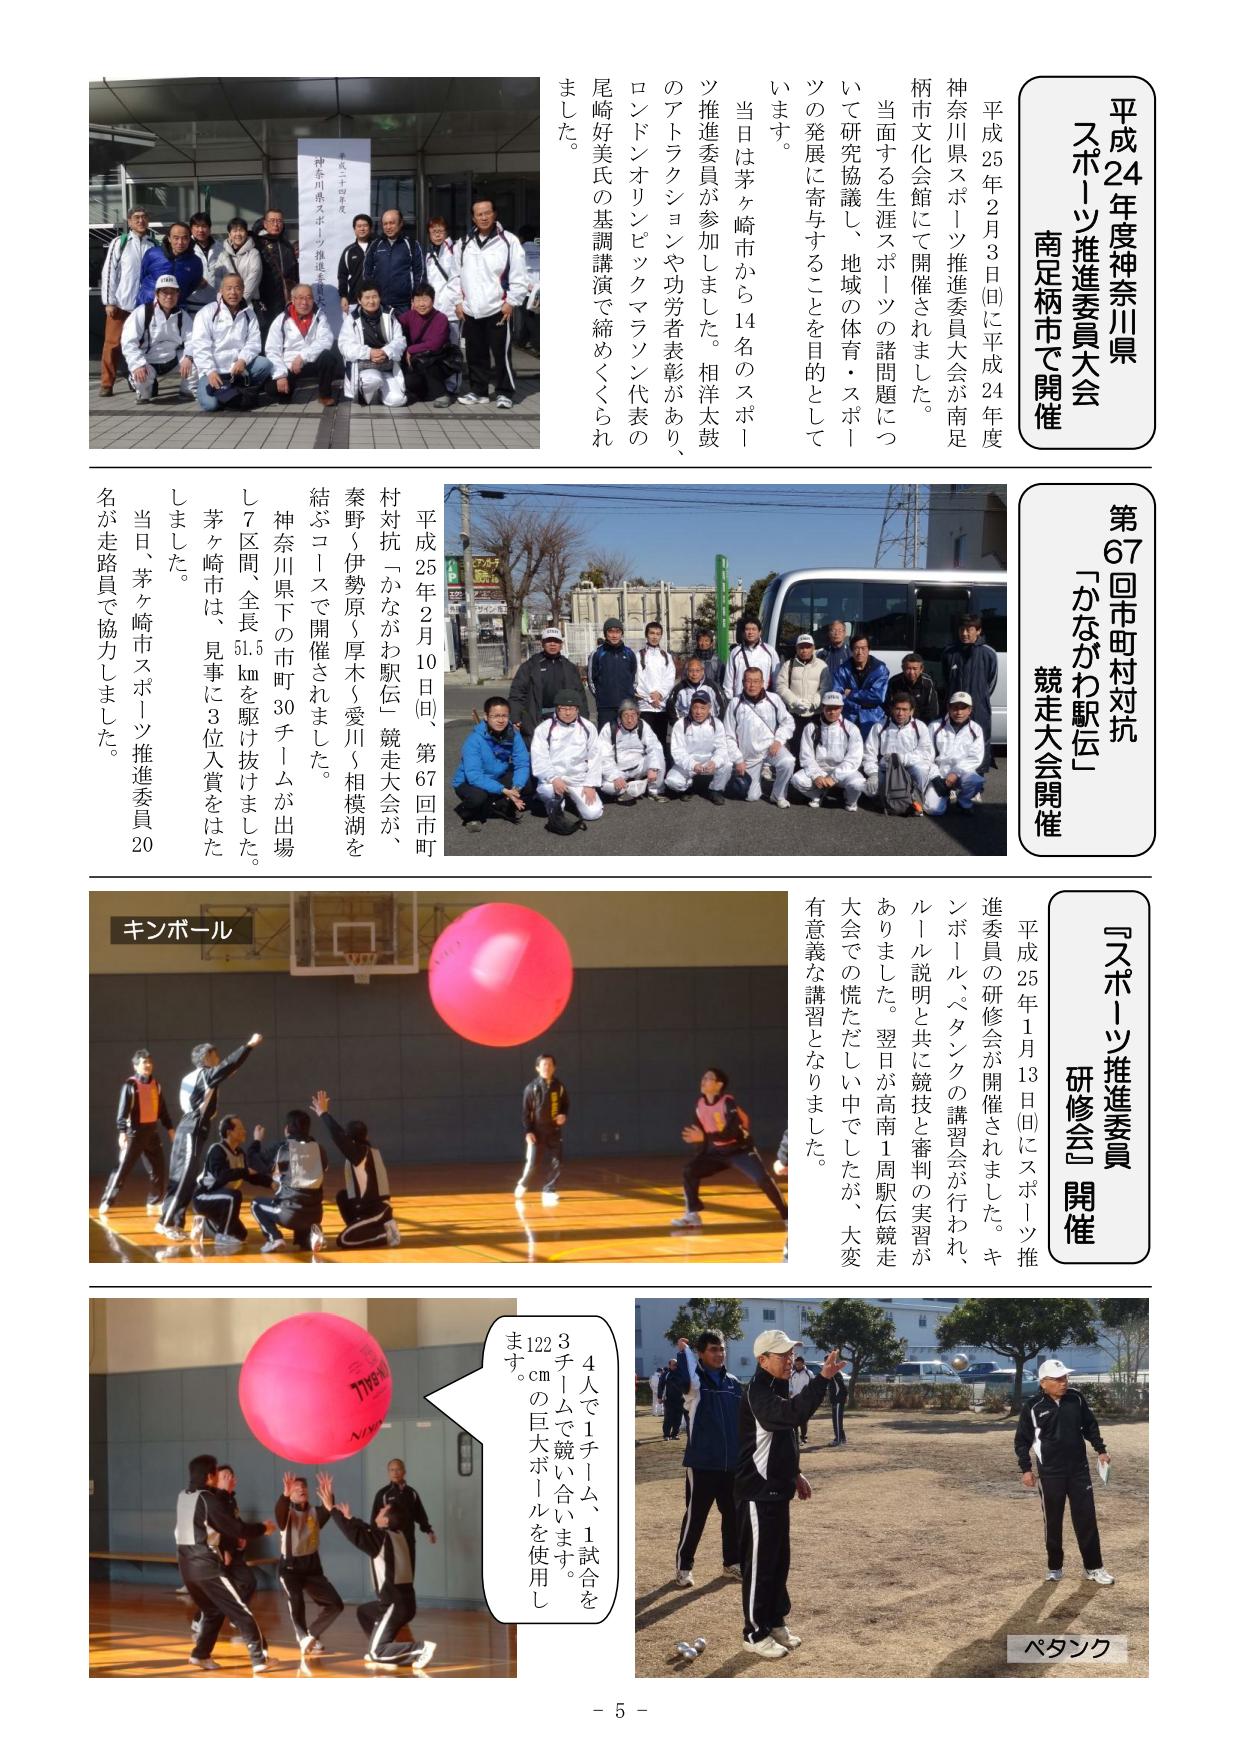 平成24年度神奈川県
スポーツ推進委員大会
南足柄市で開催
平成25年２月３日㈰に平成24年度
神奈川県スポーツ推進委員大会が南足
柄市文化会館にて開催されました。
当面する生涯スポーツの諸問題につ
いて研究協議し、地域の体育・スポー
ツの発展に寄与することを目的として
います。
当日は茅ヶ崎市から14名のスポー
ツ推進委員が参加しました。相洋太鼓
のアトラクションや功労者表彰があり、
ロンドンオリンピックマラソン代表の
尾崎好美氏の基調講演で締めくくられ
ました。
平成二十四年度
神奈川県スポーツ推進委員大
第67回市町村対抗
「かながわ駅伝」
競走大会開催
平成25年２月10日㈰、第67回市町
村対抗「かながわ駅伝」競走大会が、
秦野～伊勢原～厚木～愛川～相模湖を
結ぶコースで開催されました。
神奈川県下の市町30チームが出場
し７区間、全長51.5kmを駆け抜けました。
茅ヶ崎市は、見事に３位入賞をはた
しました。
当日、茅ヶ崎市スポーツ推進委員20
名が走路員で協力しました。
『スポーツ推進委員
研修会』開催
平成25年１月13日㈰にスポーツ推
進委員の研修会が開催されました。キ
ンボール、ペタンクの講習会が行われ、
ルール説明と共に競技と審判の実習が
ありました。翌日が高南１周駅伝競走
大会での慌ただしい中でしたが、大変
有意義な講習となりました。
キンボール
ペタンク
４人で１チーム、１試合を
３チームで競い合います。
122cmの巨大ボールを使用し
ます。
- 5 -